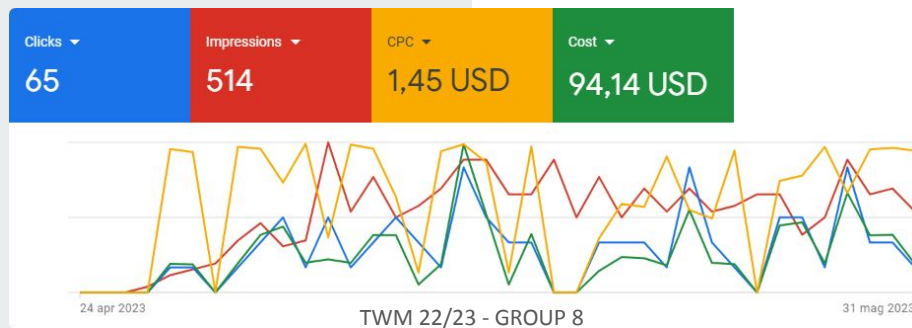 Clicks
Impressions
CPC
Cost
65
514
1,45 USD
94,14 USD
24 apr 2023
31 mag 2023
TWM 22/23 - GROUP 8